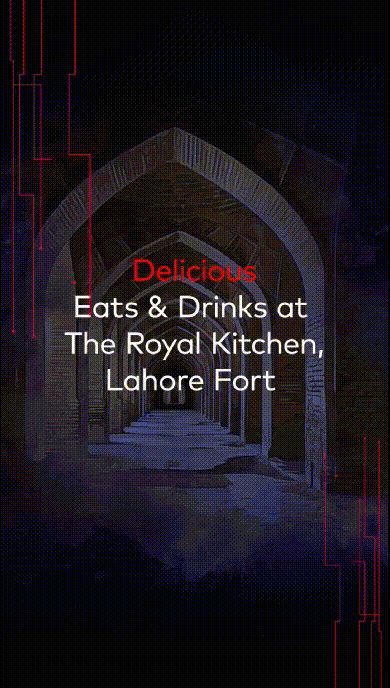 Delicious
Eats & Drinks at
The Royal Kitchen,
Lahore Fort